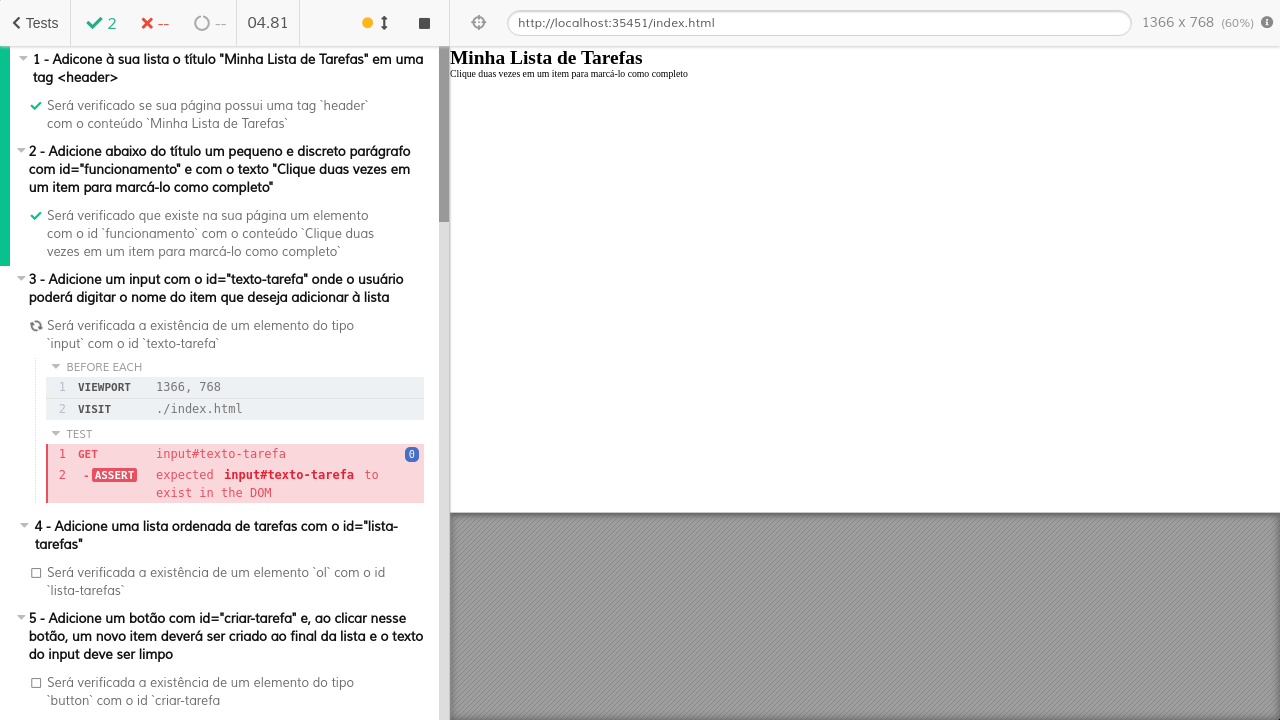 Tests
2
--
--
04.81
http://localhost:35451/index.html
1366 x 768 (60%)
1 - Adicone à sua lista o título "Minha Lista de Tarefas" em uma
tag <header>
Será verificado se sua página possui uma tag `header`
com o conteúdo `Minha Lista de Tarefas`
2 - Adicione abaixo do título um pequeno e discreto parágrafo
com id="funcionamento" e com o texto "Clique duas vezes em
um item para marcá-lo como completo"
Será verificado que existe na sua página um elemento
com o id `funcionamento` com o conteúdo `Clique duas
vezes em um item para marcá-lo como completo`
3 - Adicione um input com o id="texto-tarefa" onde o usuário
poderá digitar o nome do item que deseja adicionar à lista
Será verificada a existência de um elemento do tipo
`input` com o id `texto-tarefa`
BEFORE EACH
1 VIEWPORT 1366, 768
2 VISIT ./index.html
TEST
1 GET input#texto-tarefa 0
2 -ASSERT expected input#texto-tarefa to
exist in the DOM
4 - Adicione uma lista ordenada de tarefas com o id="lista-
tarefas"
Será verificada a existência de um elemento `ol` com o id
`lista-tarefas`
5 - Adicione um botão com id="criar-tarefa" e, ao clicar nesse
botão, um novo item deverá ser criado ao final da lista e o texto
do input deve ser limpo
Será verificada a existência de um elemento do tipo
`button` com o id `criar-tarefa
Minha Lista de Tarefas
Clique duas vezes em um item para marcá-lo como completo